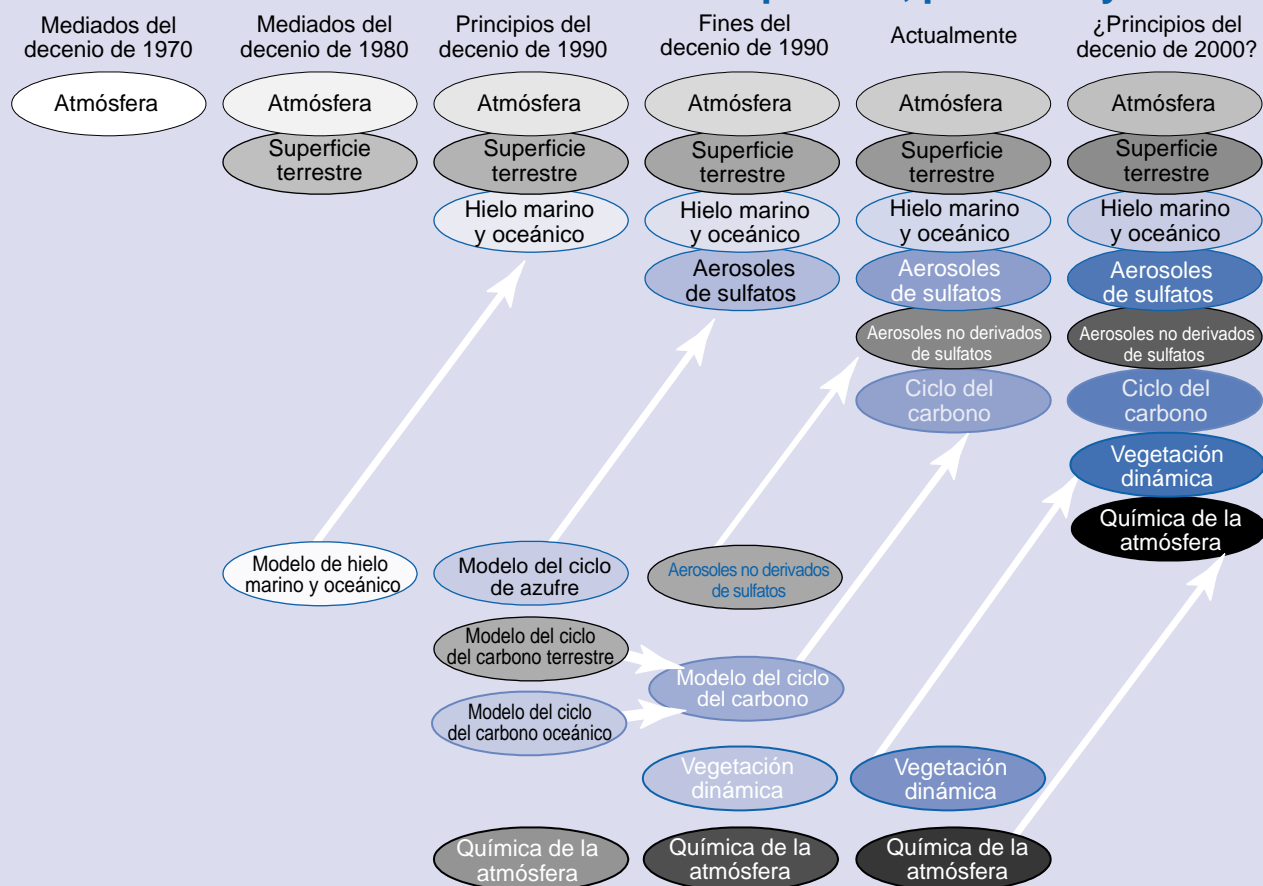 Mediados del
decenio de 1970
Mediados del
decenio de 1980
Principios del
decenio de 1990
Fines del
decenio de 1990
Actualmente
¿Principios del
decenio de 2000?
Atmósfera
Atmósfera
Atmósfera
Atmósfera
Atmósfera
Atmósfera
Superficie
terrestre
Superficie
terrestre
Superficie
terrestre
Superficie
terrestre
Superficie
terrestre
Hielo marino
y oceánico
Hielo marino
y oceánico
Hielo marino
y oceánico
Hielo marino
y oceánico
Aerosoles
de sulfatos
Aerosoles
de sulfatos
Aerosoles
de sulfatos
Aerosoles no derivados
de sulfatos
Aerosoles no derivados
de sulfatos
Ciclo del
carbono
Ciclo del
carbono
Vegetación
dinámica
Química de la
atmósfera
Modelo de hielo
marino y oceánico
Modelo del ciclo
de azufre
Aerosoles no derivados
de sulfatos
Modelo del ciclo
del carbono terrestre
Modelo del ciclo
del carbono
Modelo del ciclo
del carbono oceánico
Vegetación
dinámica
Vegetación
dinámica
Química de la
atmósfera
Química de la
atmósfera
Química de la
atmósfera